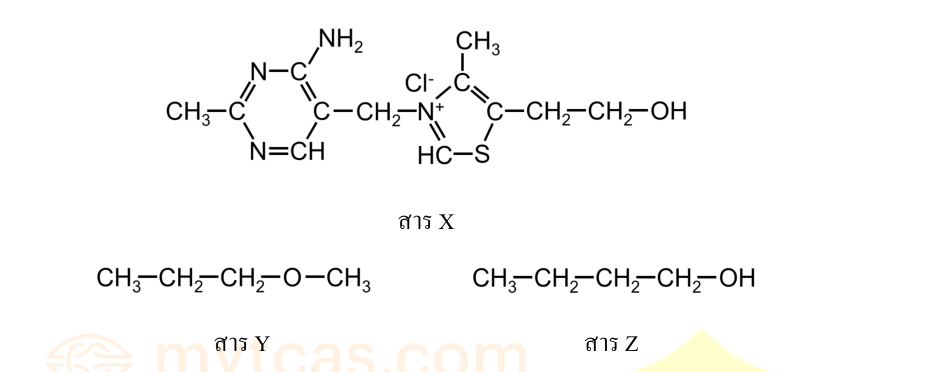 NH₂
CH₃
N–C Cl⁻ C
CH₃–C C–CH₂–N⁺ C–CH₂–CH₂–OH
N=CH HC–S
สาร X
CH₃–CH₂–CH₂–O–CH₃ CH₃–CH₂–CH₂–CH₂–OH
สาร Y สาร Z
mytcas.com